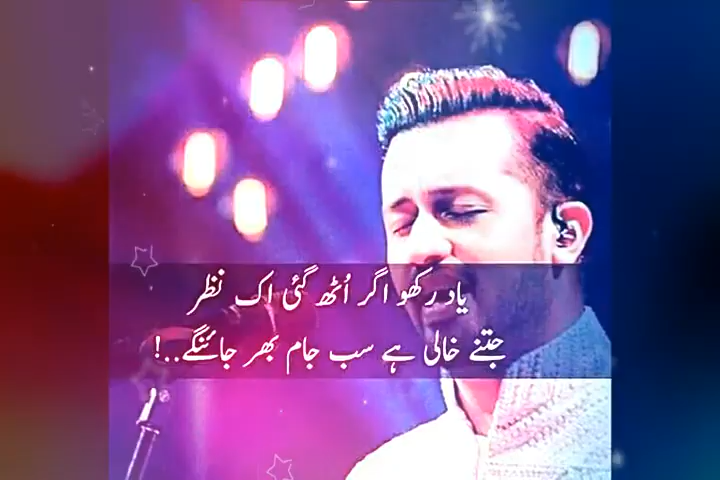 یاد رکھو اگر اُٹھ گئی اک نظر
جتنے خالی ہے سب جام بھر جائنگے..!